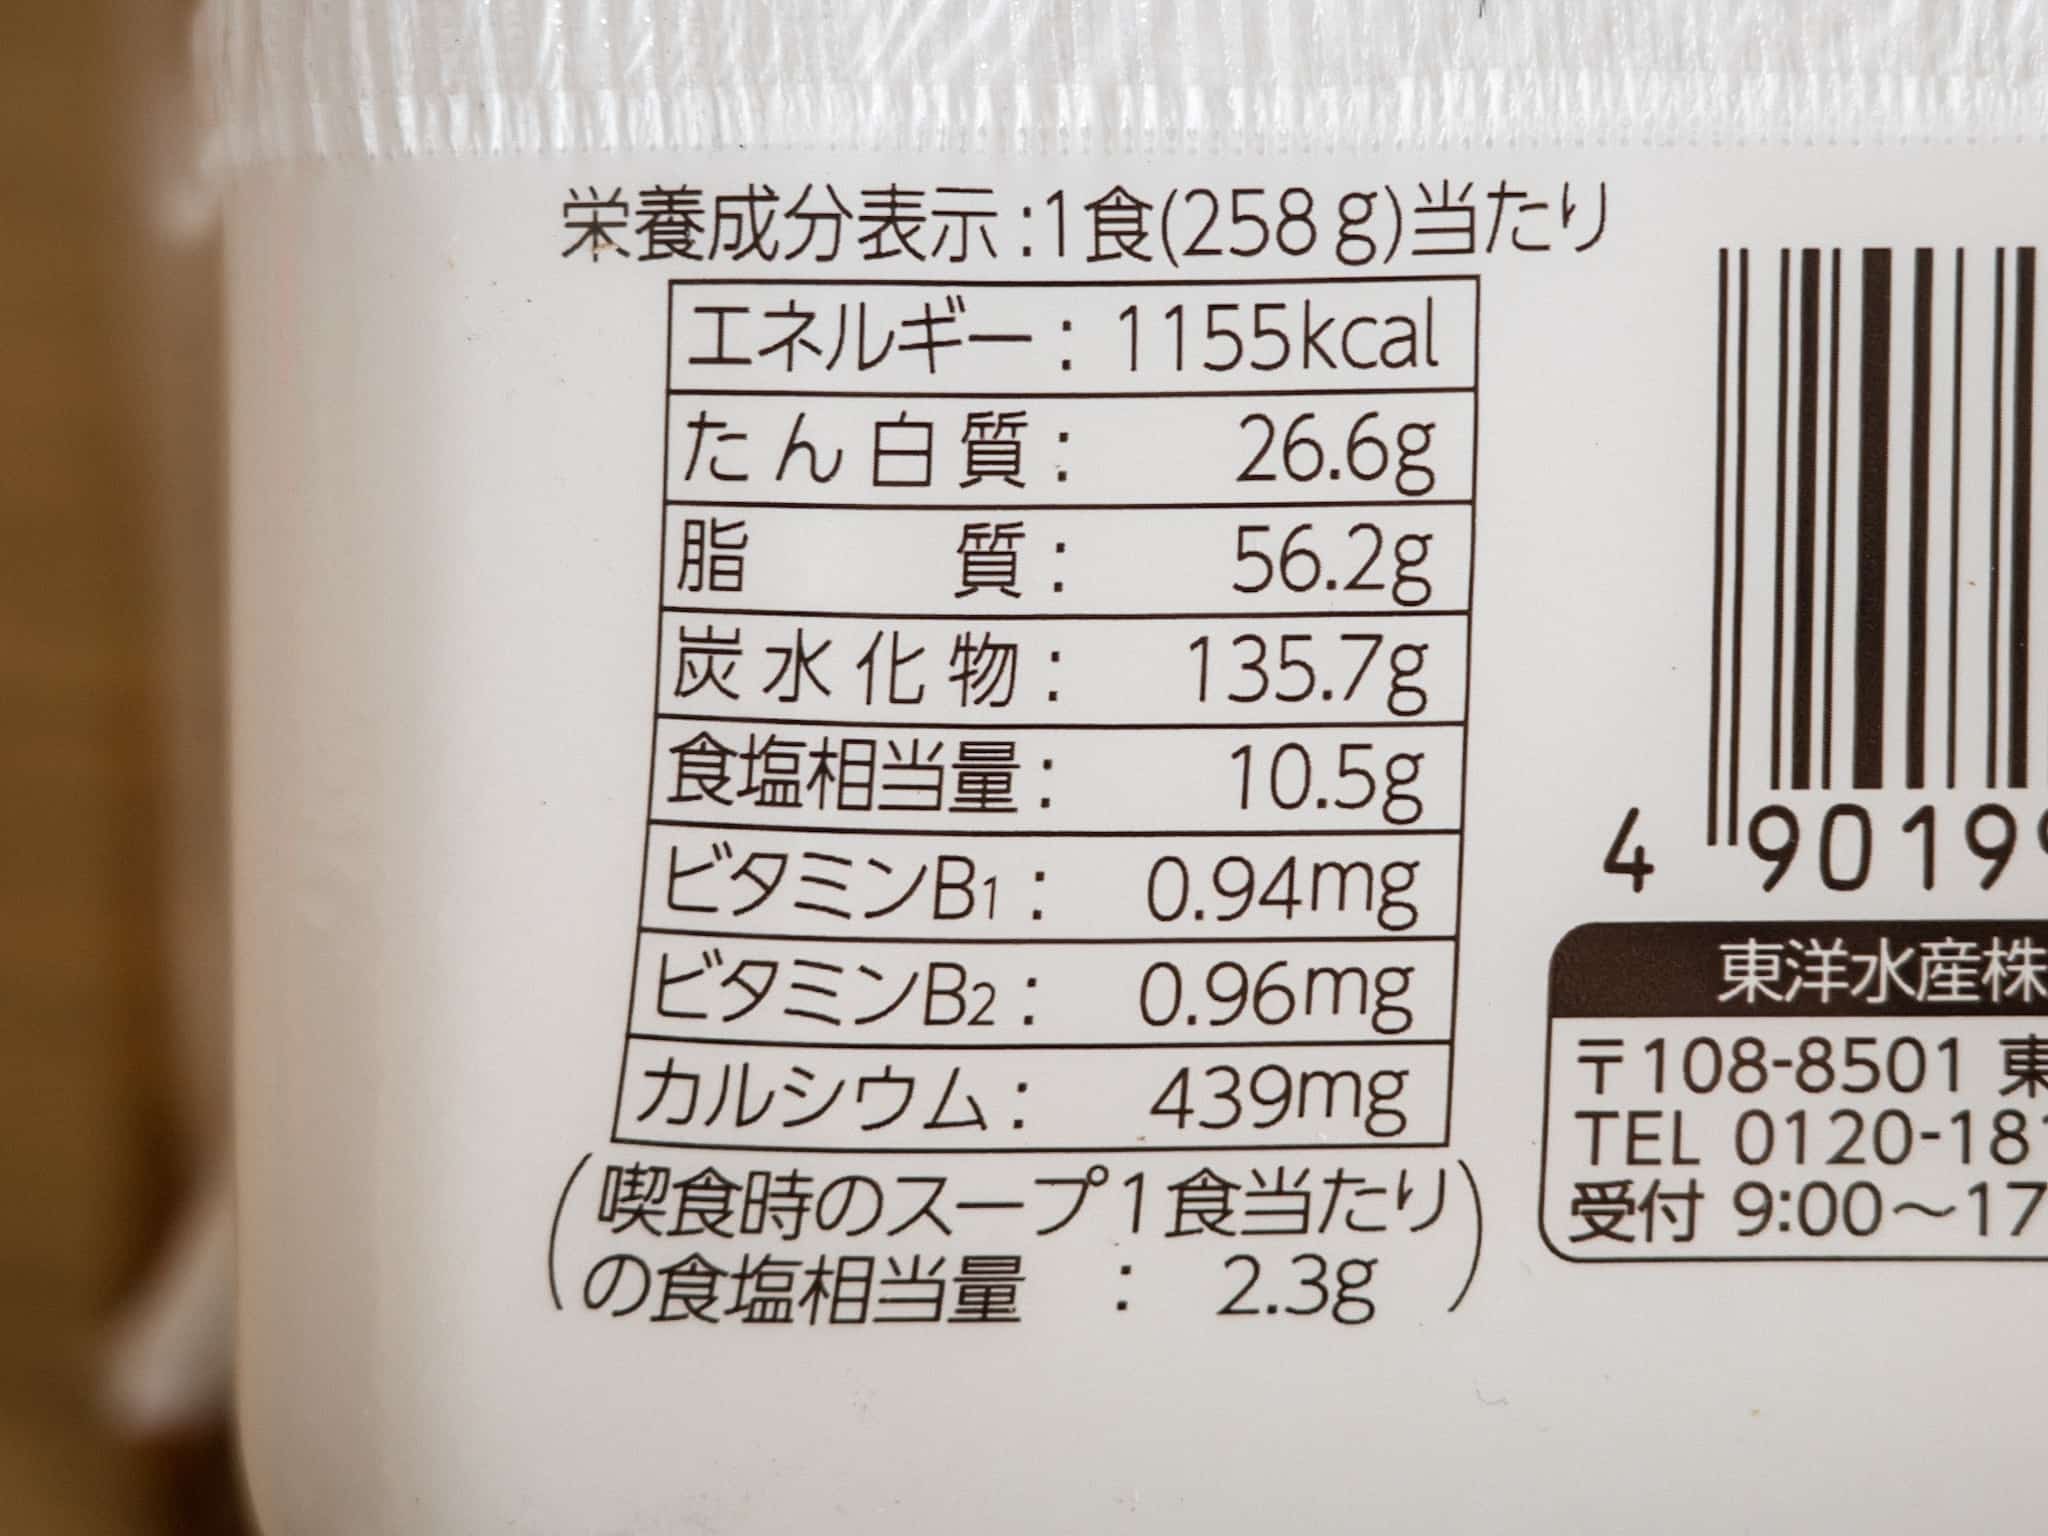 栄養成分表示:1食(258g)当たり
エネルギー: 1155kcal
たん白質: 26.6g
脂質: 56.2g
炭水化物: 135.7g
食塩相当量: 10.5g
ビタミンB1: 0.94mg
ビタミンB2: 0.96mg
カルシウム: 439mg
(喫食時のスープ1食当たり
の食塩相当量 : 2.3g)
4 9019
東洋水産株
〒108-8501 東
TEL 0120-18
受付 9:00〜17